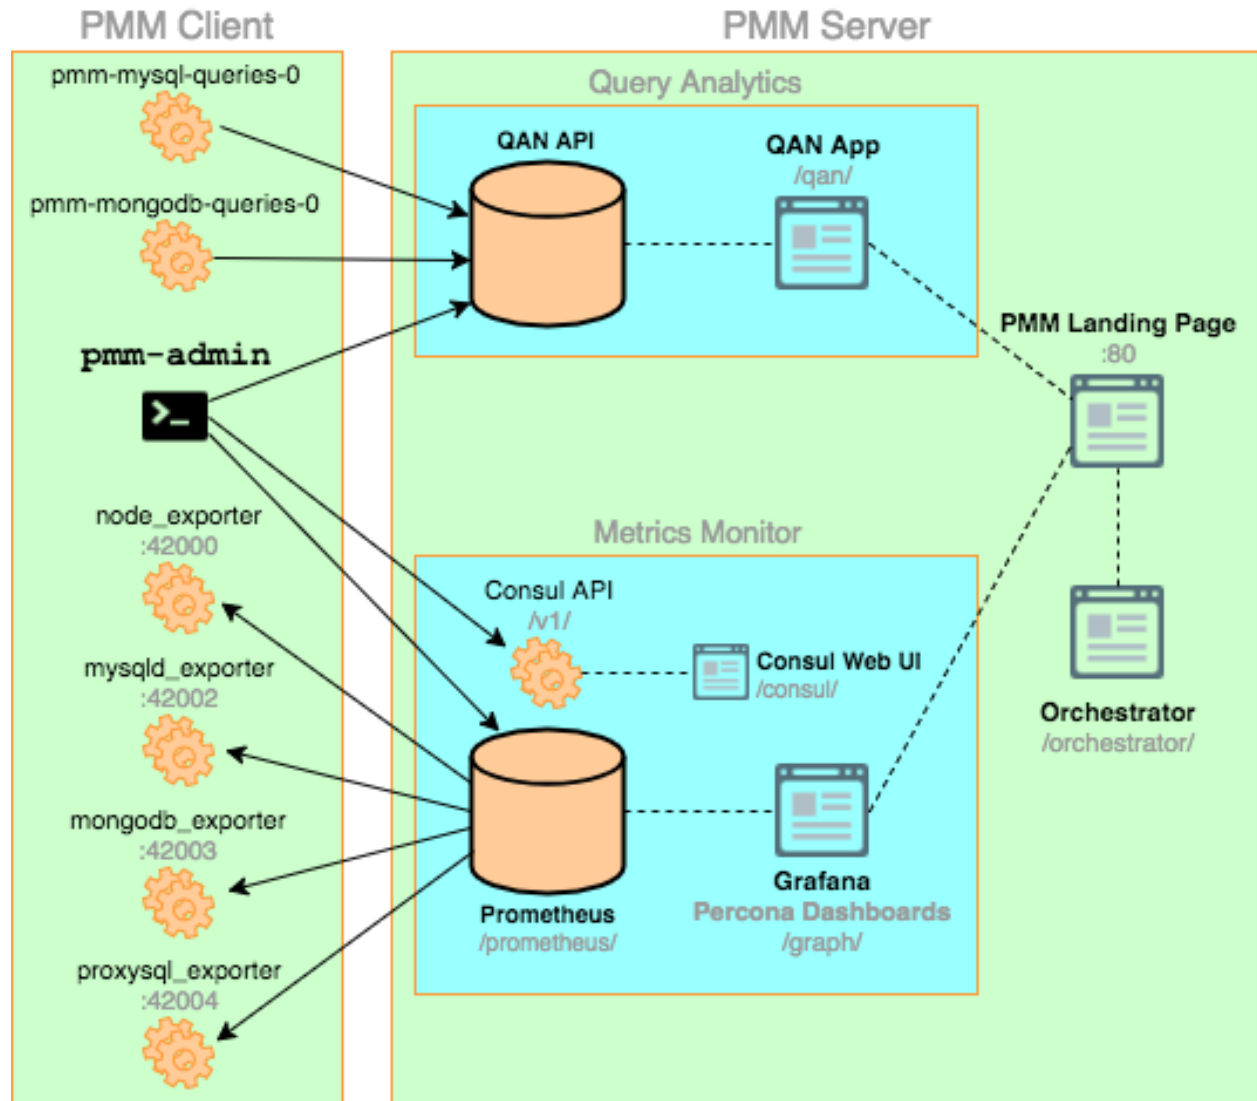 PMM Client
pmm-mysql-queries-0
pmm-mongodb-queries-0
pmm-admin
>_
node_exporter
:42000
mysqld_exporter
:42002
mongodb_exporter
:42003
proxysql_exporter
:42004
PMM Server
Query Analytics
QAN API
QAN App
/qan/
PMM Landing Page
:80
Metrics Monitor
Consul API
/v1/
Consul Web UI
/consul/
Orchestrator
/orchestrator/
Prometheus
/prometheus/
Grafana
Percona Dashboards
/graph/